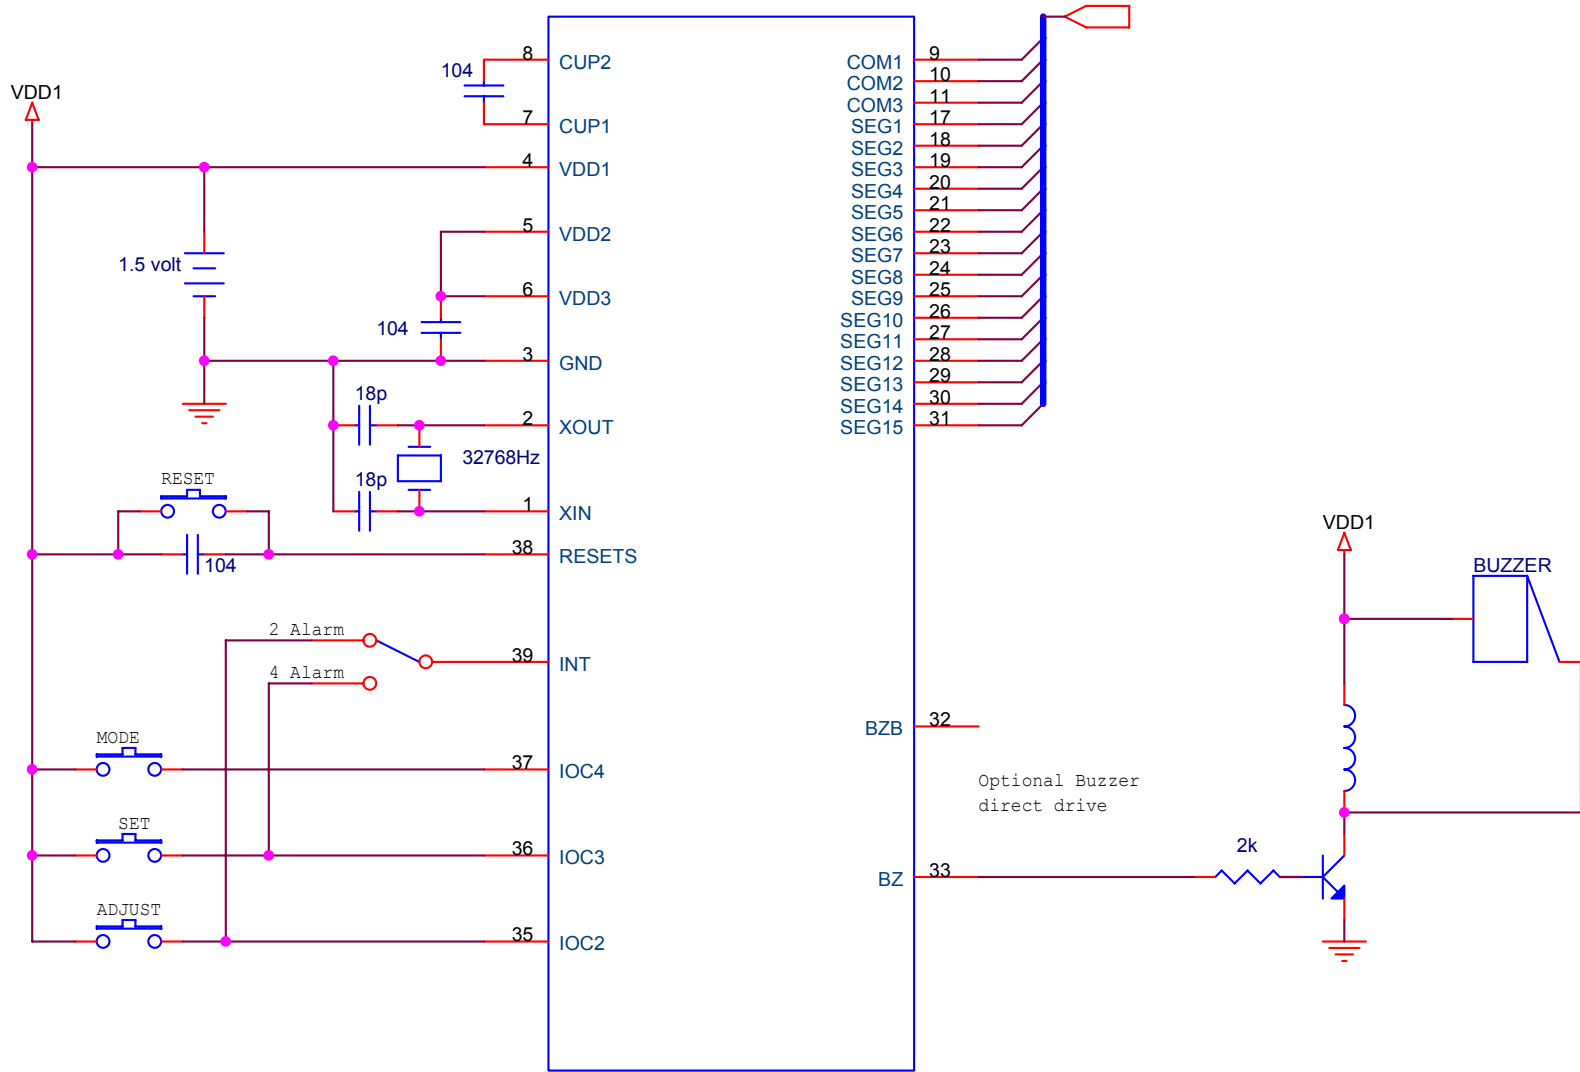 VDD1
104
8 CUP2
7 CUP1
4 VDD1
5 VDD2
1.5 volt
6 VDD3
104
3 GND
18p
2 XOUT
32768Hz
18p
1 XIN
RESET
38 RESETS
104
2 Alarm
39 INT
4 Alarm
MODE
37 IOC4
SET
36 IOC3
ADJUST
35 IOC2
COM1 9
COM2 10
COM3 11
SEG1 17
SEG2 18
SEG3 19
SEG4 20
SEG5 21
SEG6 22
SEG7 23
SEG8 24
SEG9 25
SEG10 26
SEG11 27
SEG12 28
SEG13 29
SEG14 30
SEG15 31
BZB 32
Optional Buzzer
direct drive
BZ 33
2k
VDD1
BUZZER